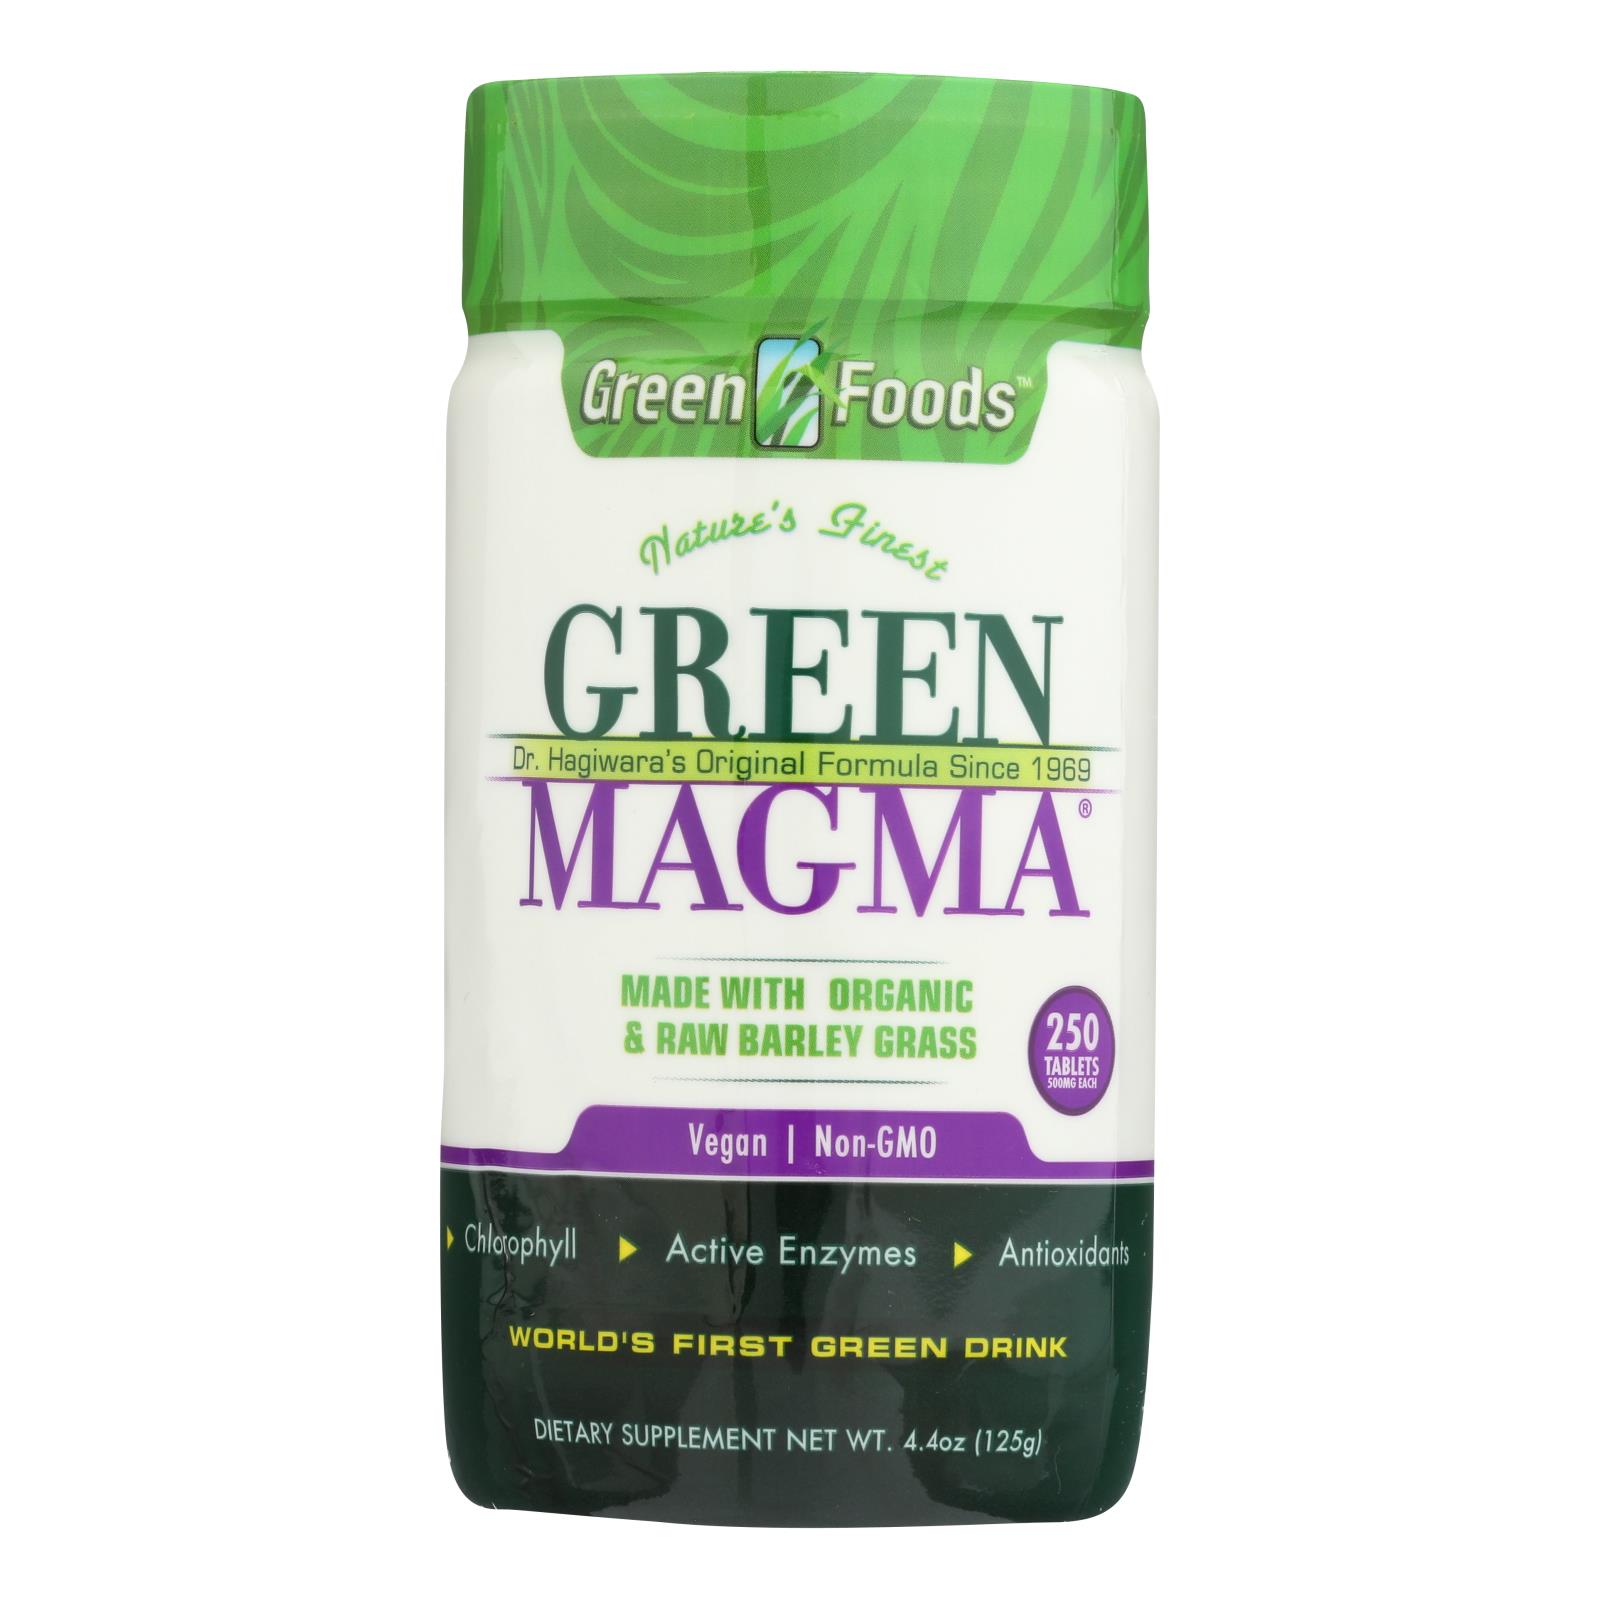 Green Foods™
Nature's Finest
GREEN
Dr. Hagiwara's Original Formula Since 1969
MAGMA®
MADE WITH ORGANIC
& RAW BARLEY GRASS
250
TABLETS
500MG EACH
Vegan | Non-GMO
Chlorophyll
Active Enzymes
Antioxidants
WORLD'S FIRST GREEN DRINK
DIETARY SUPPLEMENT NET WT. 4.4oz (125g)